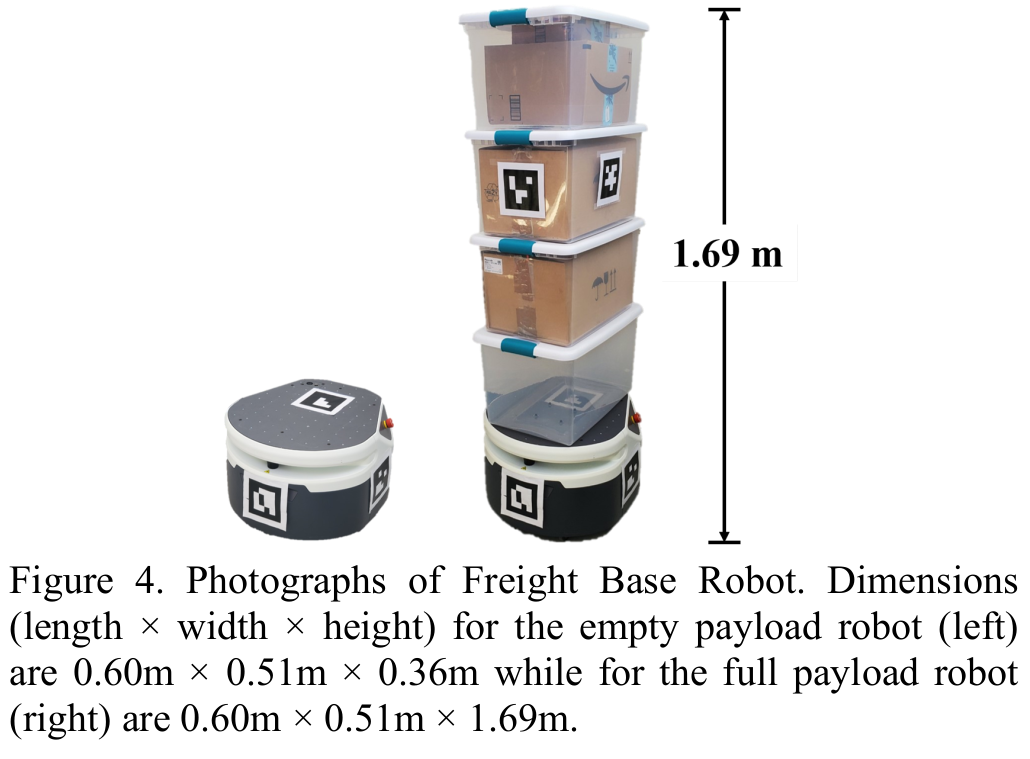 1.69 m
Figure 4. Photographs of Freight Base Robot. Dimensions
(length × width × height) for the empty payload robot (left)
are 0.60m × 0.51m × 0.36m while for the full payload robot
(right) are 0.60m × 0.51m × 1.69m.